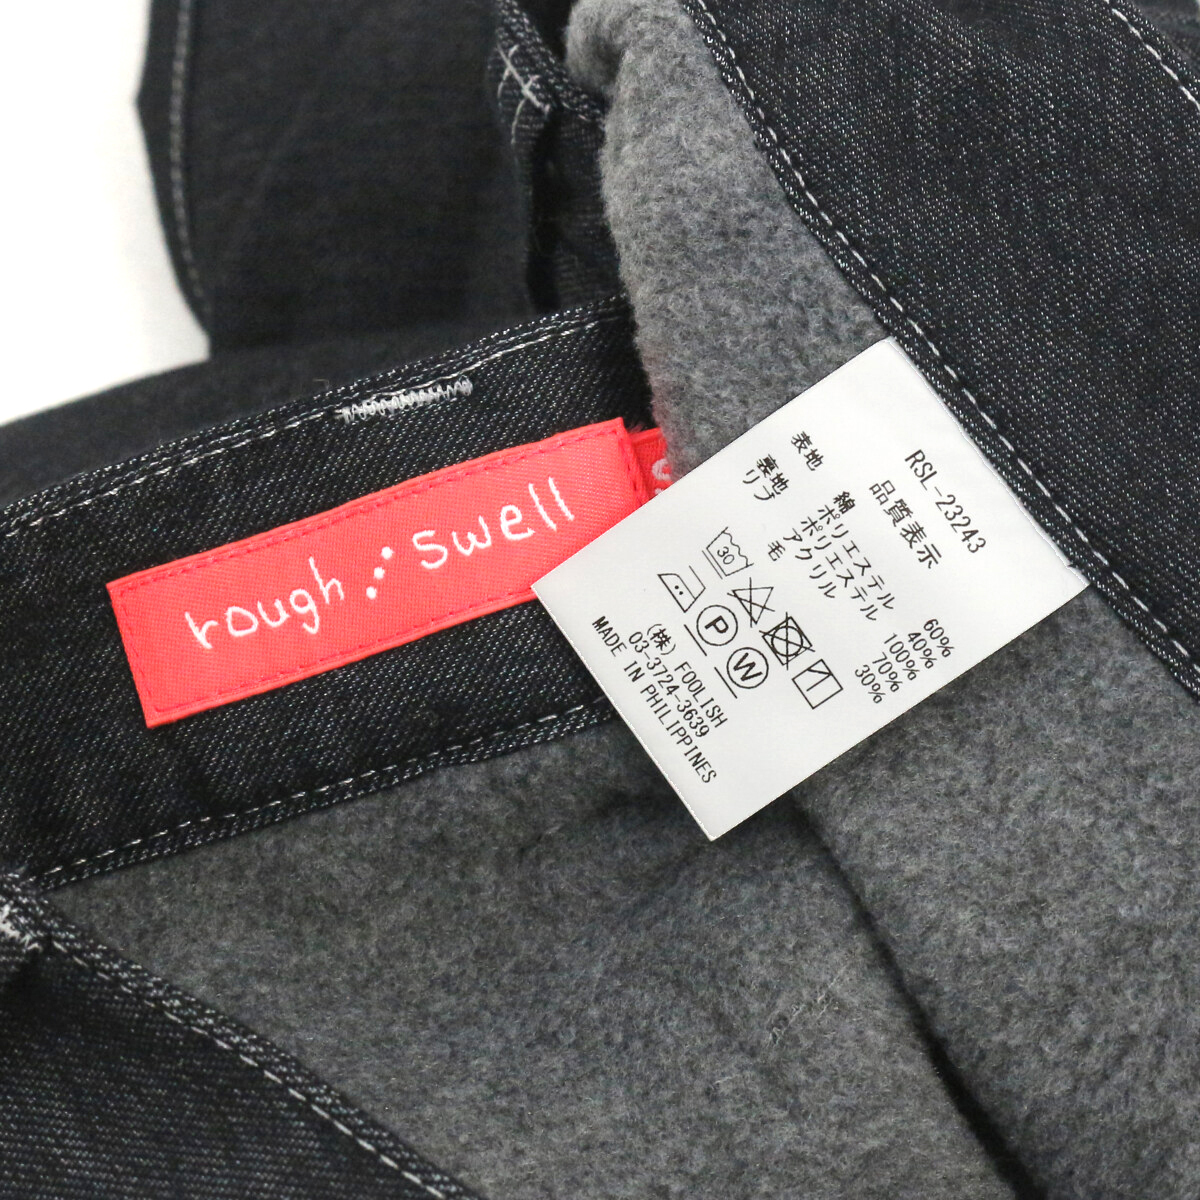 rough swell
S
RSL-23243
品質表示
表地 綿 60%
ポリエステル 40%
裏地 ポリエステル 100%
リブ アクリル 70%
毛 30%
30
P W
(株) FOOLISH
03-3724-3639
MADE IN PHILIPPINES